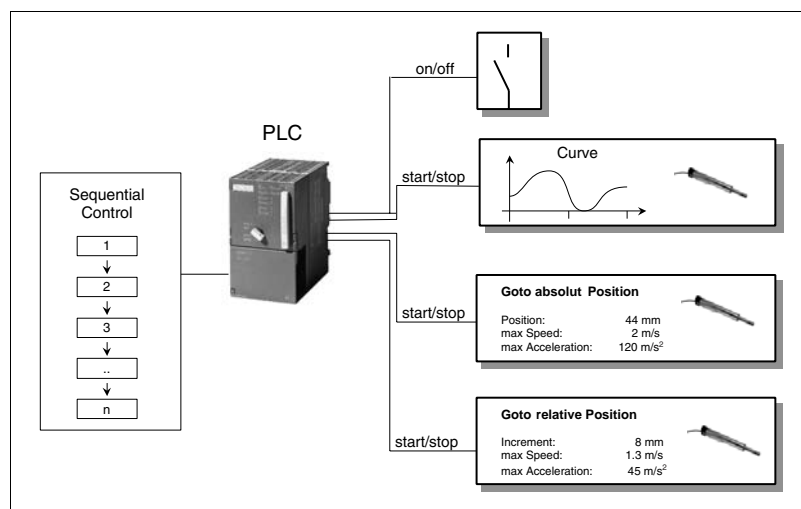 on/off
PLC
Curve
start/stop
Sequential
Control
1
2
3
..
n
start/stop
Goto absolut Position
Position: 44 mm
max Speed: 2 m/s
max Acceleration: 120 m/s²
start/stop
Goto relative Position
Increment: 8 mm
max Speed: 1.3 m/s
max Acceleration: 45 m/s²